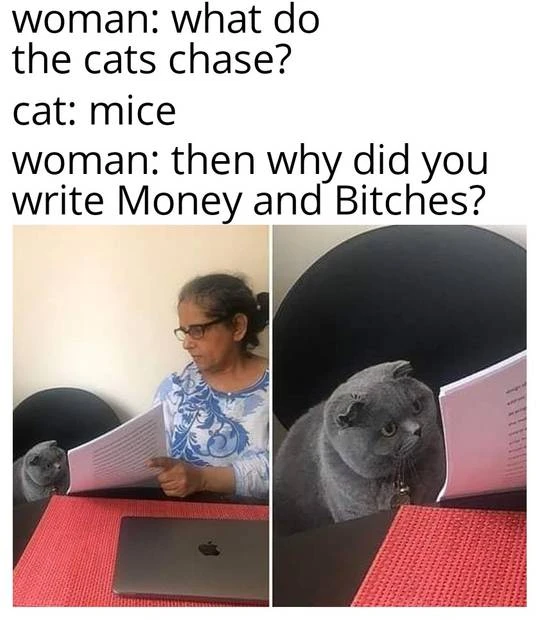 woman: what do
the cats chase?
cat: mice
woman: then why did you
write Money and Bitches?